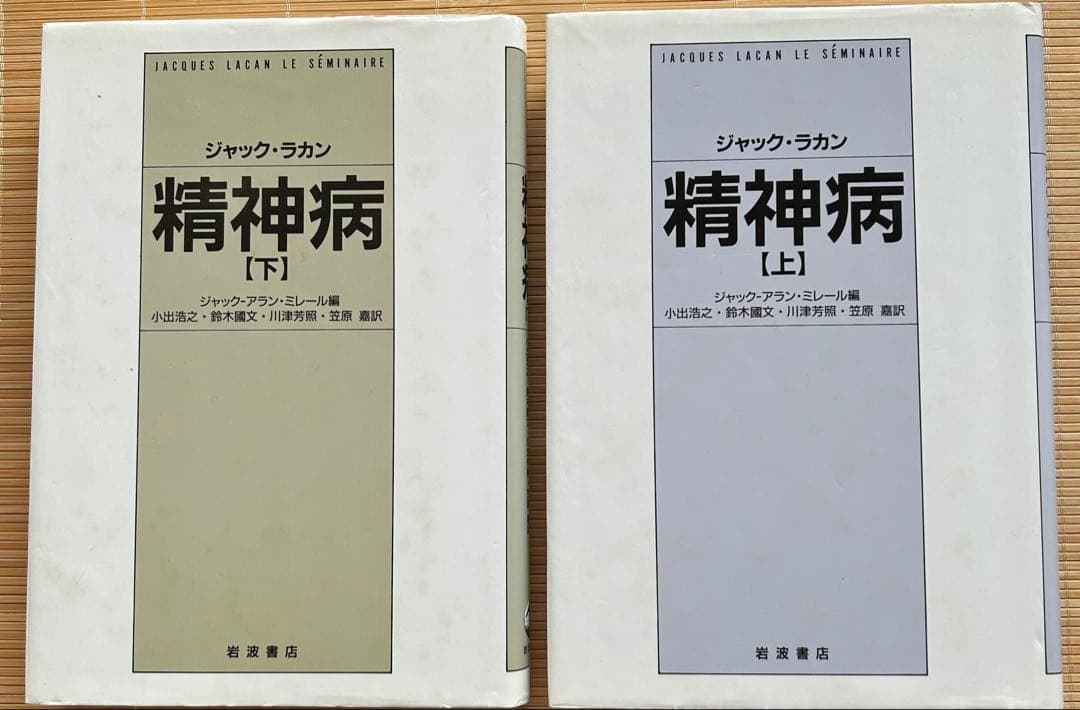 JACQUES LACAN LE SÉMINAIRE
ジャック・ラカン
精神病
【下】
ジャック-アラン・ミレール編
小出浩之・鈴木國文・川津芳照・笠原 嘉訳
岩波書店
JACQUES LACAN LE SÉMINAIRE
ジャック・ラカン
精神病
【上】
ジャック-アラン・ミレール編
小出浩之・鈴木國文・川津芳照・笠原 嘉訳
岩波書店